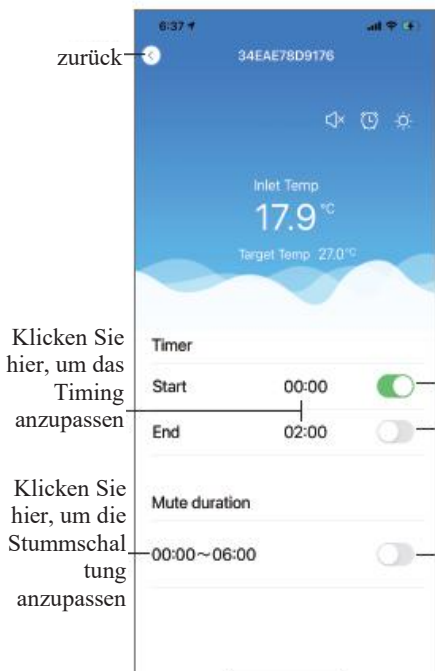 6:37
zurück
34EAE78D9176
Inlet Temp
17.9 °C
Target Temp 27.0°C
Klicken Sie
hier, um das
Timing
anzupassen
Timer
Start 00:00
End 02:00
Klicken Sie
hier, um die
Stummschal
tung
anzupassen
Mute duration
00:00~06:00